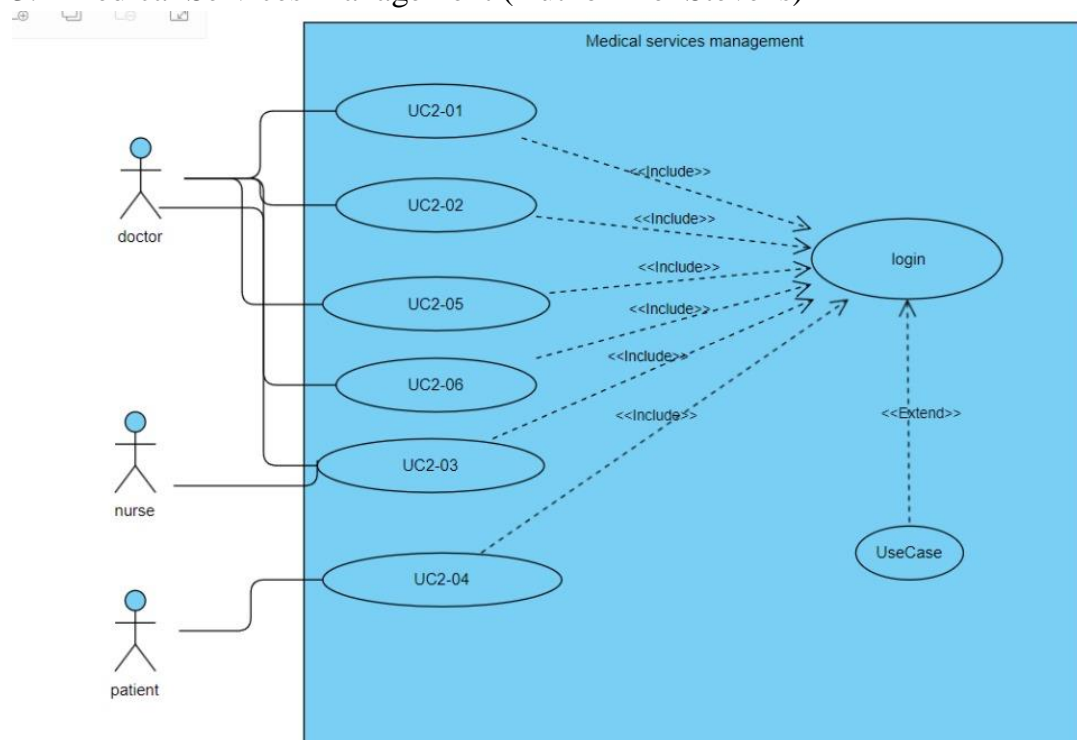 Medical services management
UC2-01
<<Include>>
doctor
UC2-02
<<Include>>
login
<<Include>>
UC2-05
<<Include>>
<<Include>>
UC2-06
<<Include>>
<<Extend>>
UC2-03
nurse
UseCase
UC2-04
patient